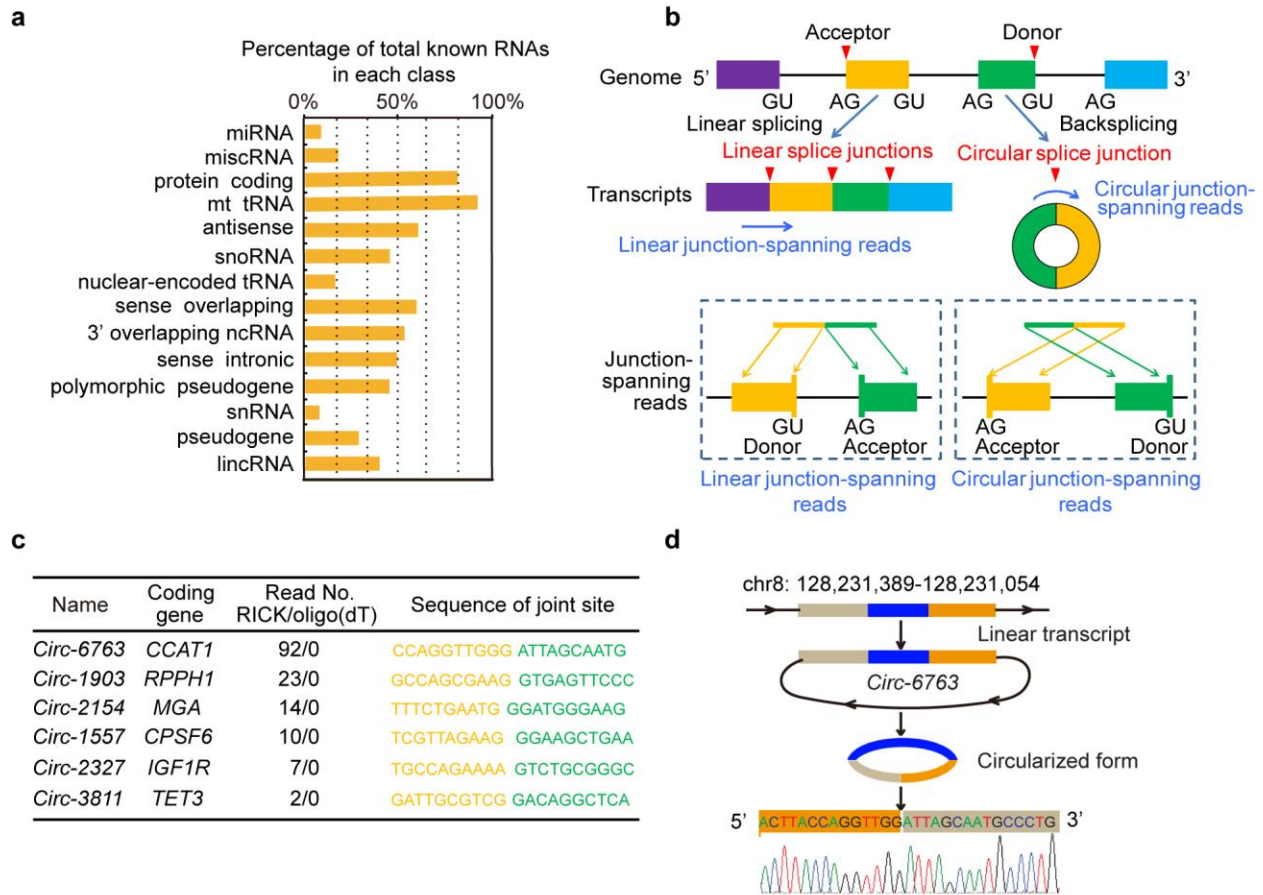 a
Percentage of total known RNAs
in each class
0% 50% 100%
miRNA
miscRNA
protein coding
mt tRNA
antisense
snoRNA
nuclear-encoded tRNA
sense overlapping
3' overlapping ncRNA
sense intronic
polymorphic pseudogene
snRNA
pseudogene
lincRNA
b
Acceptor Donor
Genome 5' 3'
GU AG GU AG GU AG
Linear splicing Backsplicing
Linear splice junctions Circular splice junction
Transcripts
Circular junction-
spanning reads
Linear junction-spanning reads
Junction-
spanning
reads
GU AG
Donor Acceptor
AG GU
Acceptor Donor
Linear junction-spanning
reads
Circular junction-spanning
reads
c
Name Coding gene Read No. RICK/oligo(dT) Sequence of joint site
Circ-6763 CCAT1 92/0 CCAGGTTGGG ATTAGCAATG
Circ-1903 RPPH1 23/0 GCCAGCGAAG GTGAGTTCCC
Circ-2154 MGA 14/0 TTTCTGAATG GGATGGGAAG
Circ-1557 CPSF6 10/0 TCGTTAGAAG GGAAGCTGAA
Circ-2327 IGF1R 7/0 TGCCAGAAAA GTCTGCGGGC
Circ-3811 TET3 2/0 GATTGCGTCG GACAGGCTCA
d
chr8: 128,231,389-128,231,054
Linear transcript
Circ-6763
Circularized form
5' ACTTACCAGGTTGGATTAGCAATGCCCTG 3'